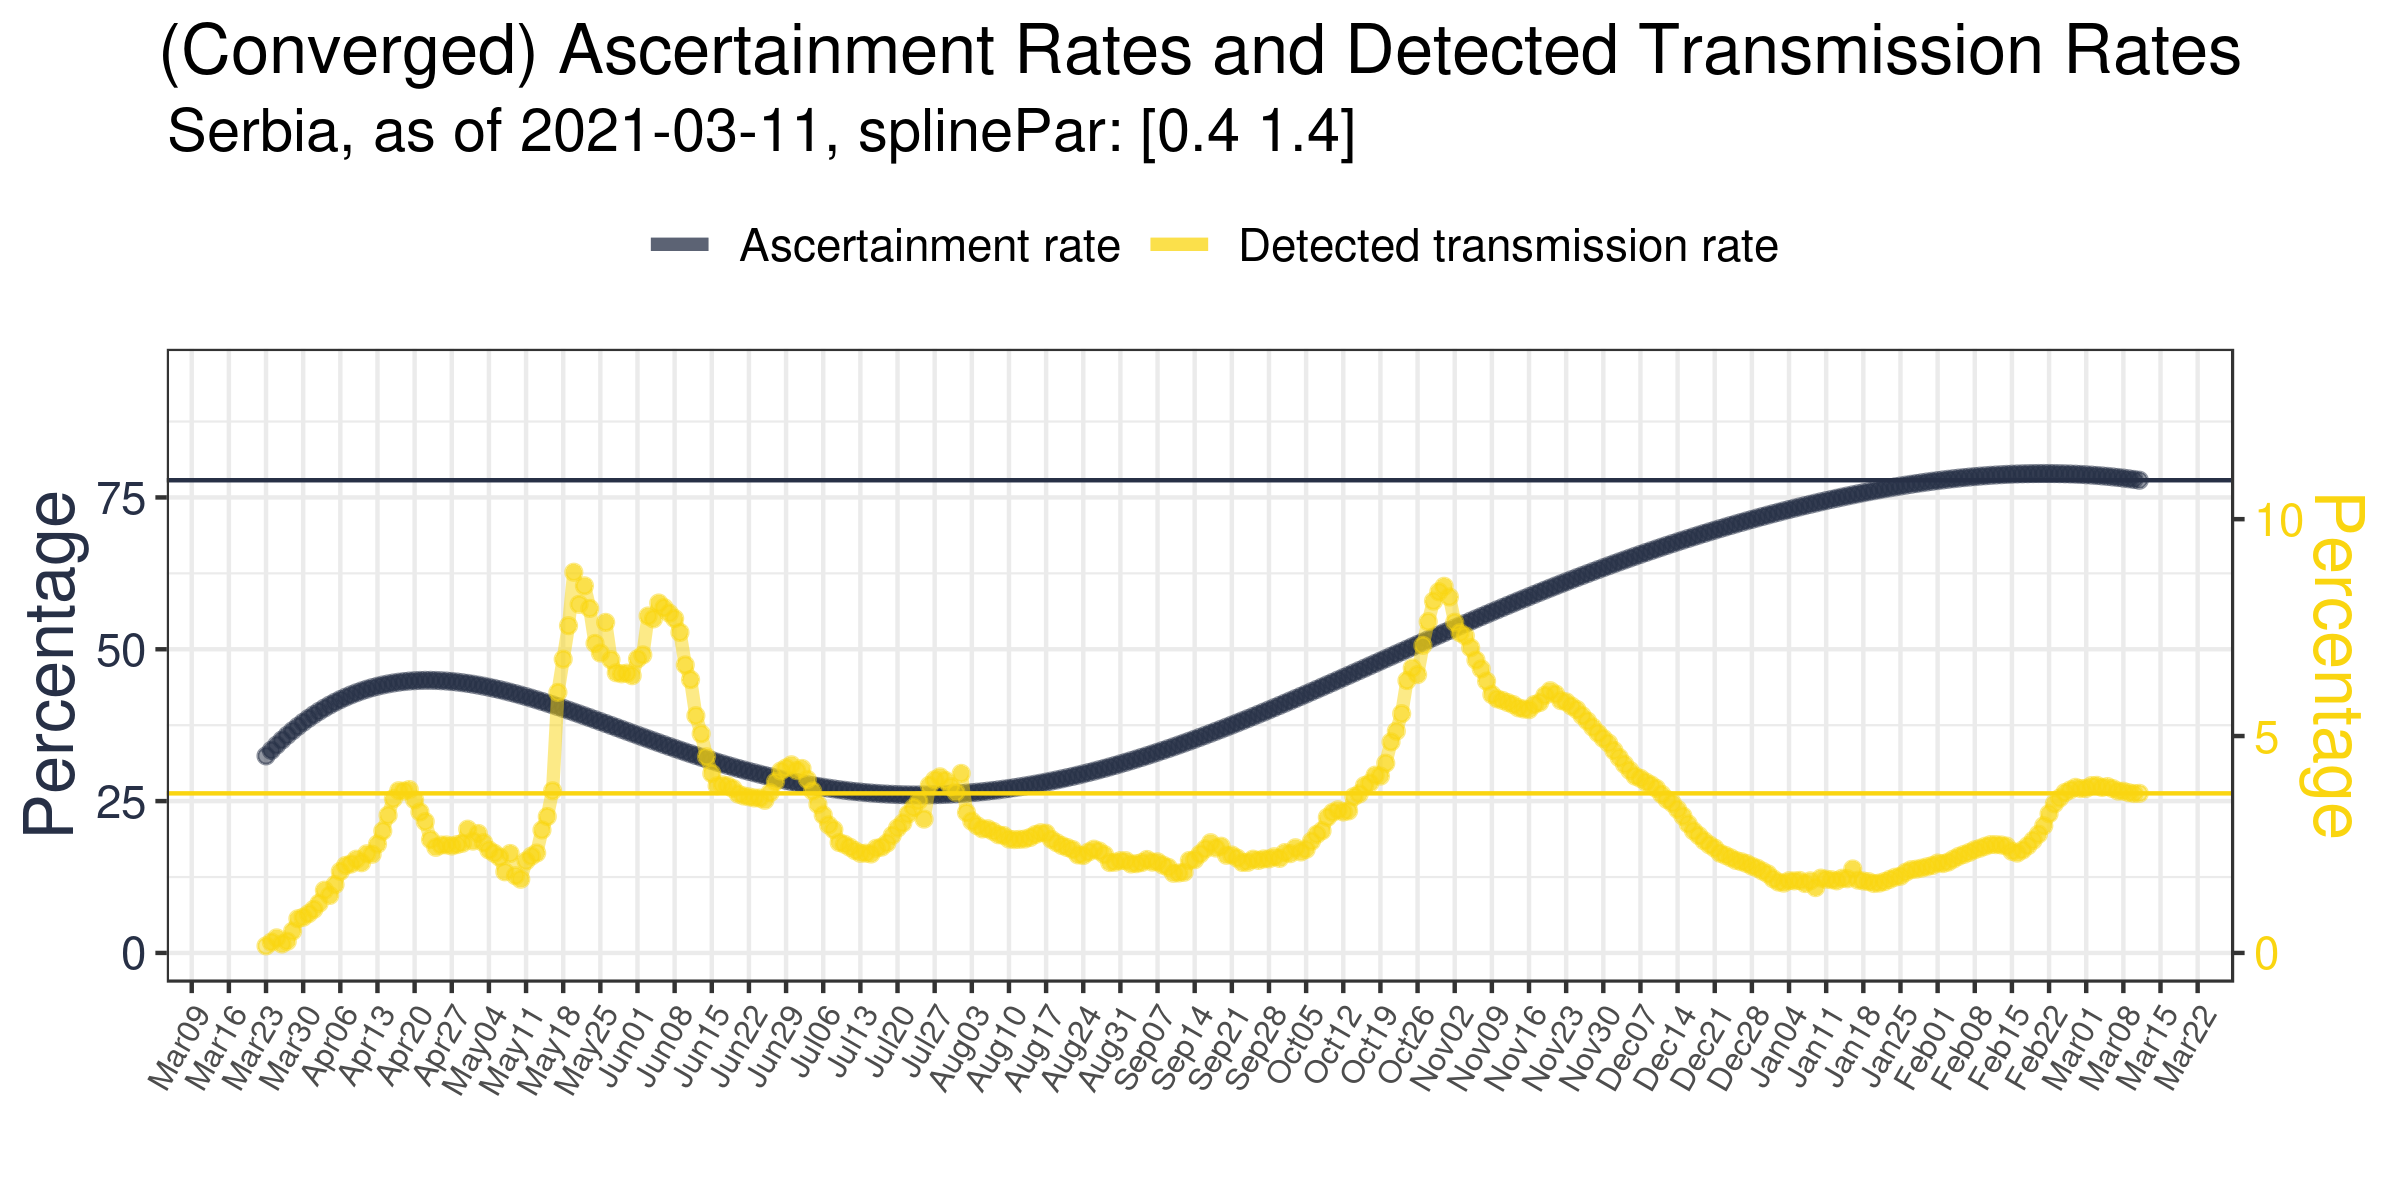 (Converged) Ascertainment Rates and Detected Transmission Rates
Serbia, as of 2021-03-11, splinePar: [0.4 1.4]
Ascertainment rate Detected transmission rate
Percentage
75
50
25
0
10
5
0
Percentage
Mar09 Mar16 Mar23 Mar30 Apr06 Apr13 Apr20 Apr27 May04 May11 May18 May25 Jun01 Jun08 Jun15 Jun22 Jun29 Jul06 Jul13 Jul20 Jul27 Aug03 Aug10 Aug17 Aug24 Aug31 Sep07 Sep14 Sep21 Sep28 Oct05 Oct12 Oct19 Oct26 Nov02 Nov09 Nov16 Nov23 Nov30 Dec07 Dec14 Dec21 Dec28 Jan04 Jan11 Jan18 Jan25 Feb01 Feb08 Feb15 Feb22 Mar01 Mar08 Mar15 Mar22